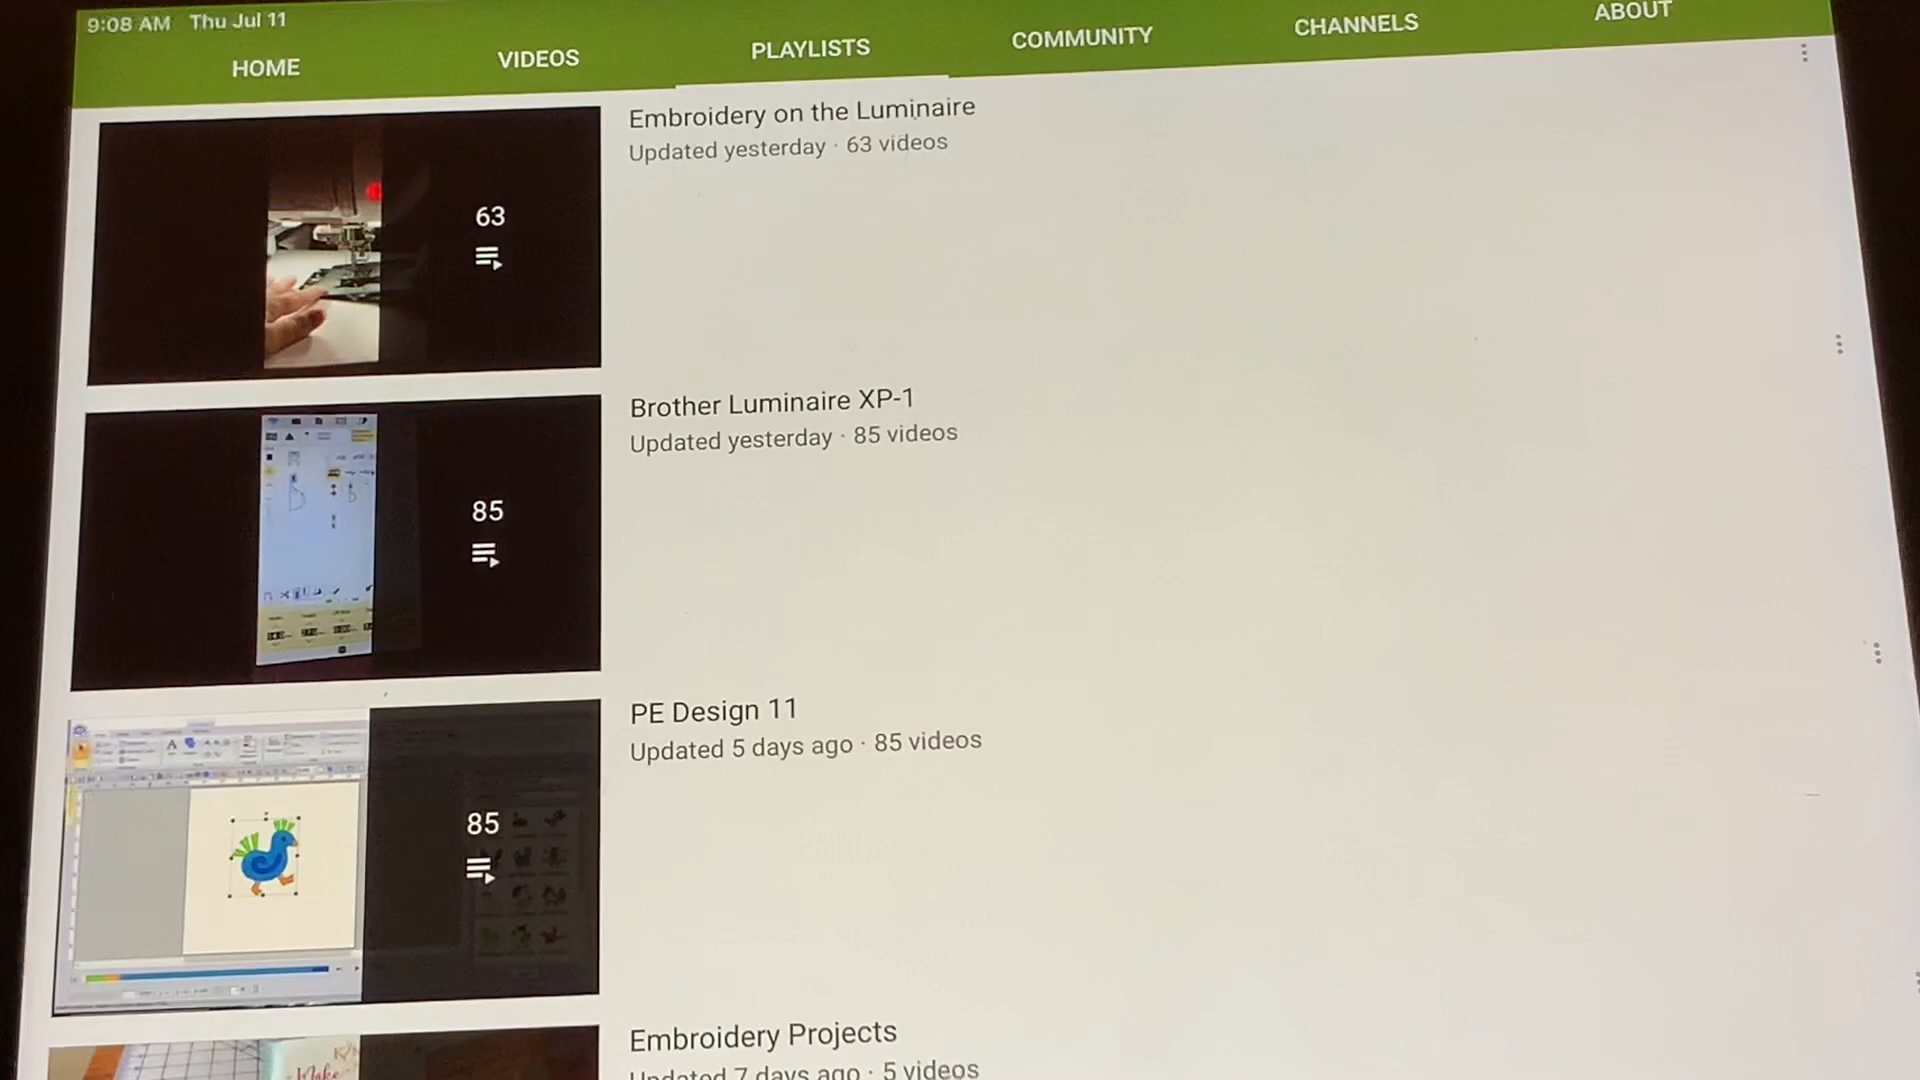 9:08 AM Thu Jul 11
HOME VIDEOS PLAYLISTS COMMUNITY CHANNELS ABOUT
Embroidery on the Luminaire
Updated yesterday · 63 videos
63
Brother Luminaire XP-1
Updated yesterday · 85 videos
85
PE Design 11
Updated 5 days ago · 85 videos
85
Embroidery Projects
Updated 7 days ago · 5 videos
Make